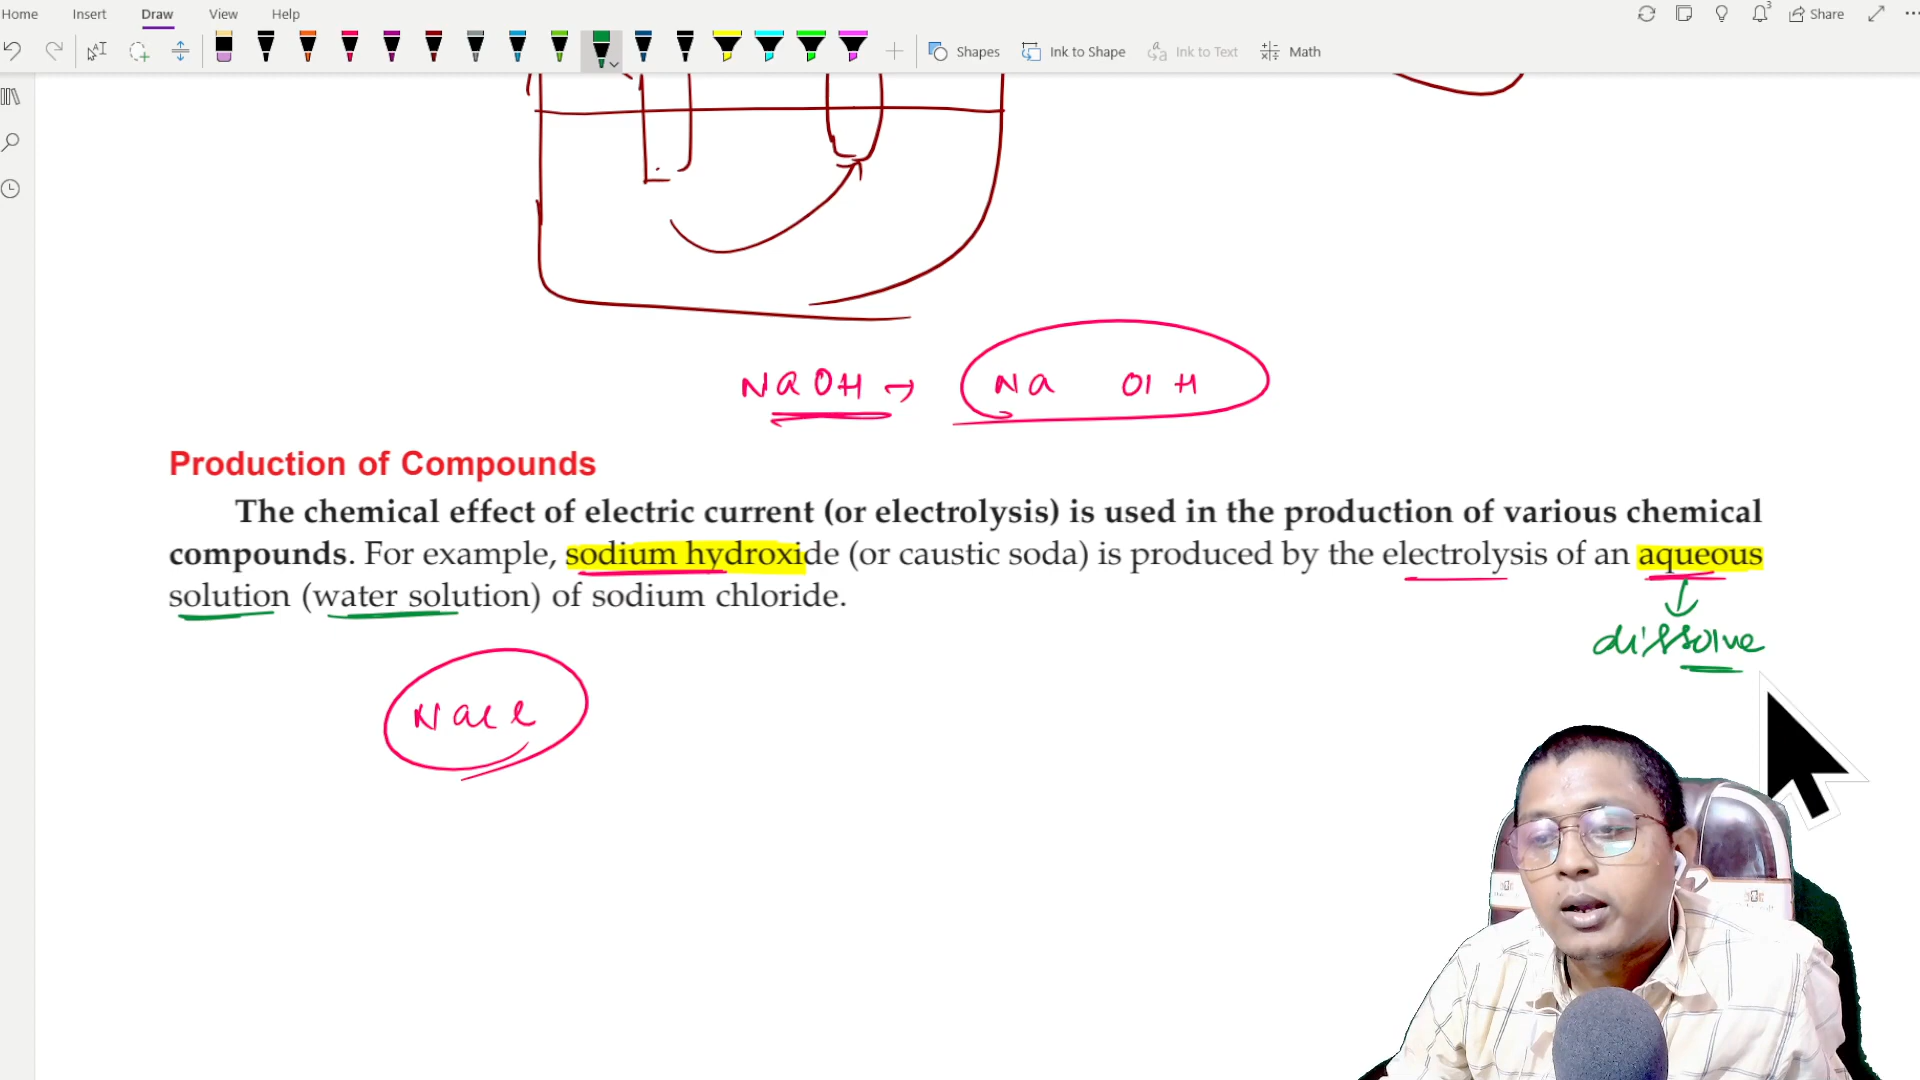 Home Insert Draw View Help 3 Share
Shapes Ink to Shape Ink to Text Math
NaOH → Na OH
Production of Compounds
The chemical effect of electric current (or electrolysis) is used in the production of various chemical
compounds. For example, sodium hydroxide (or caustic soda) is produced by the electrolysis of an aqueous
solution (water solution) of sodium chloride.
dissolve
NaCl